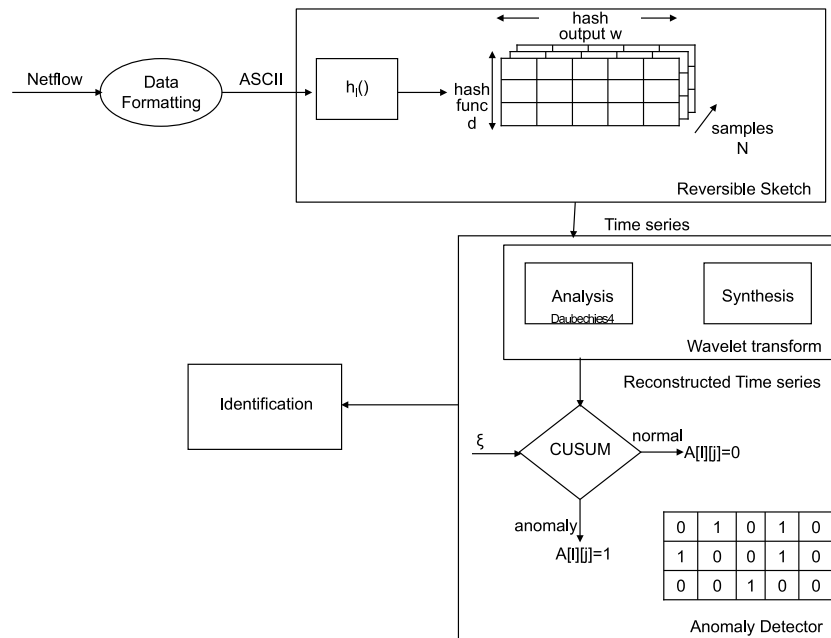 hash
output w
Netflow
Data
Formatting
ASCII
h_l()
hash
func
d
samples
N
Reversible Sketch
Time series
Analysis
Daubechies4
Synthesis
Wavelet transform
Reconstructed Time series
Identification
ξ
CUSUM
normal
A[l][j]=0
anomaly
A[l][j]=1
0 1 0 1 0
1 0 0 1 0
0 0 1 0 0
Anomaly Detector